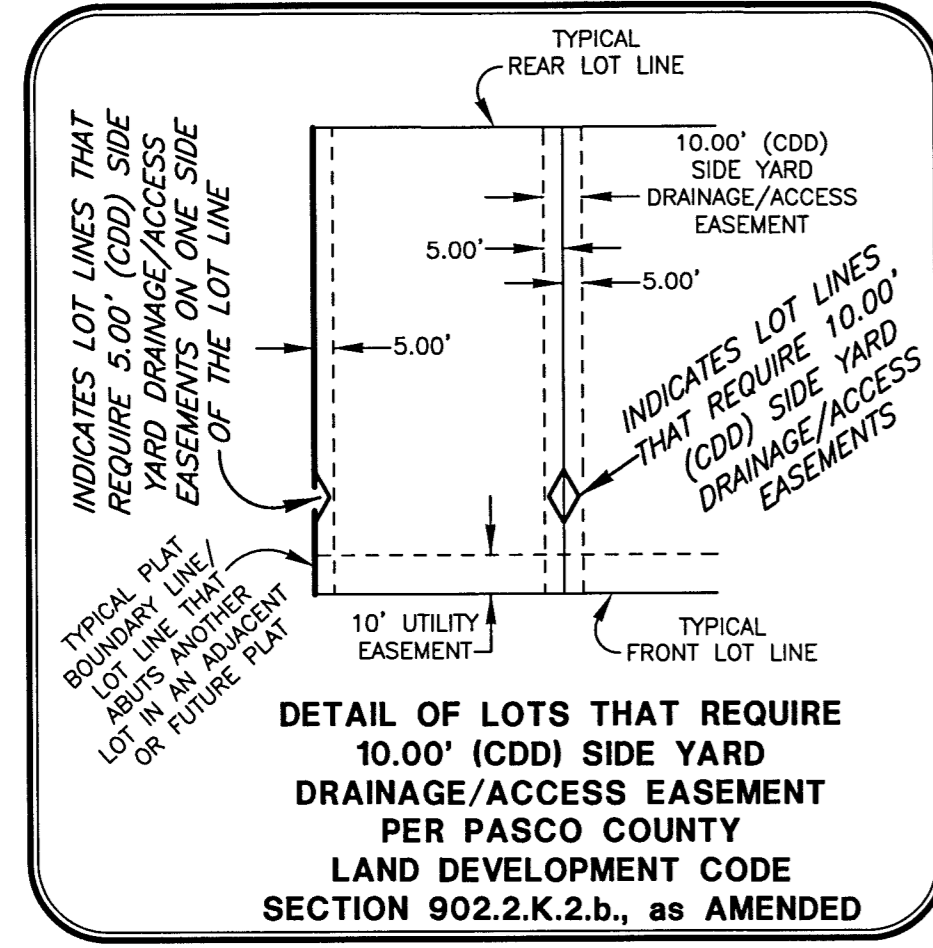 TYPICAL
REAR LOT LINE
INDICATES LOT LINES THAT
REQUIRE 5.00' (CDD) SIDE
YARD DRAINAGE/ACCESS
EASEMENTS ON ONE SIDE
OF THE LOT LINE
10.00' (CDD)
SIDE YARD
DRAINAGE/ACCESS
EASEMENT
5.00'
5.00'
5.00'
INDICATES LOT LINES
THAT REQUIRE 10.00'
(CDD) SIDE YARD
DRAINAGE/ACCESS
EASEMENTS
TYPICAL PLAT
BOUNDARY LINE/
LOT LINE THAT
ABUTS ANOTHER
LOT IN AN ADJACENT
OR FUTURE PLAT
10' UTILITY
EASEMENT
TYPICAL
FRONT LOT LINE
DETAIL OF LOTS THAT REQUIRE
10.00' (CDD) SIDE YARD
DRAINAGE/ACCESS EASEMENT
PER PASCO COUNTY
LAND DEVELOPMENT CODE
SECTION 902.2.K.2.b., as AMENDED